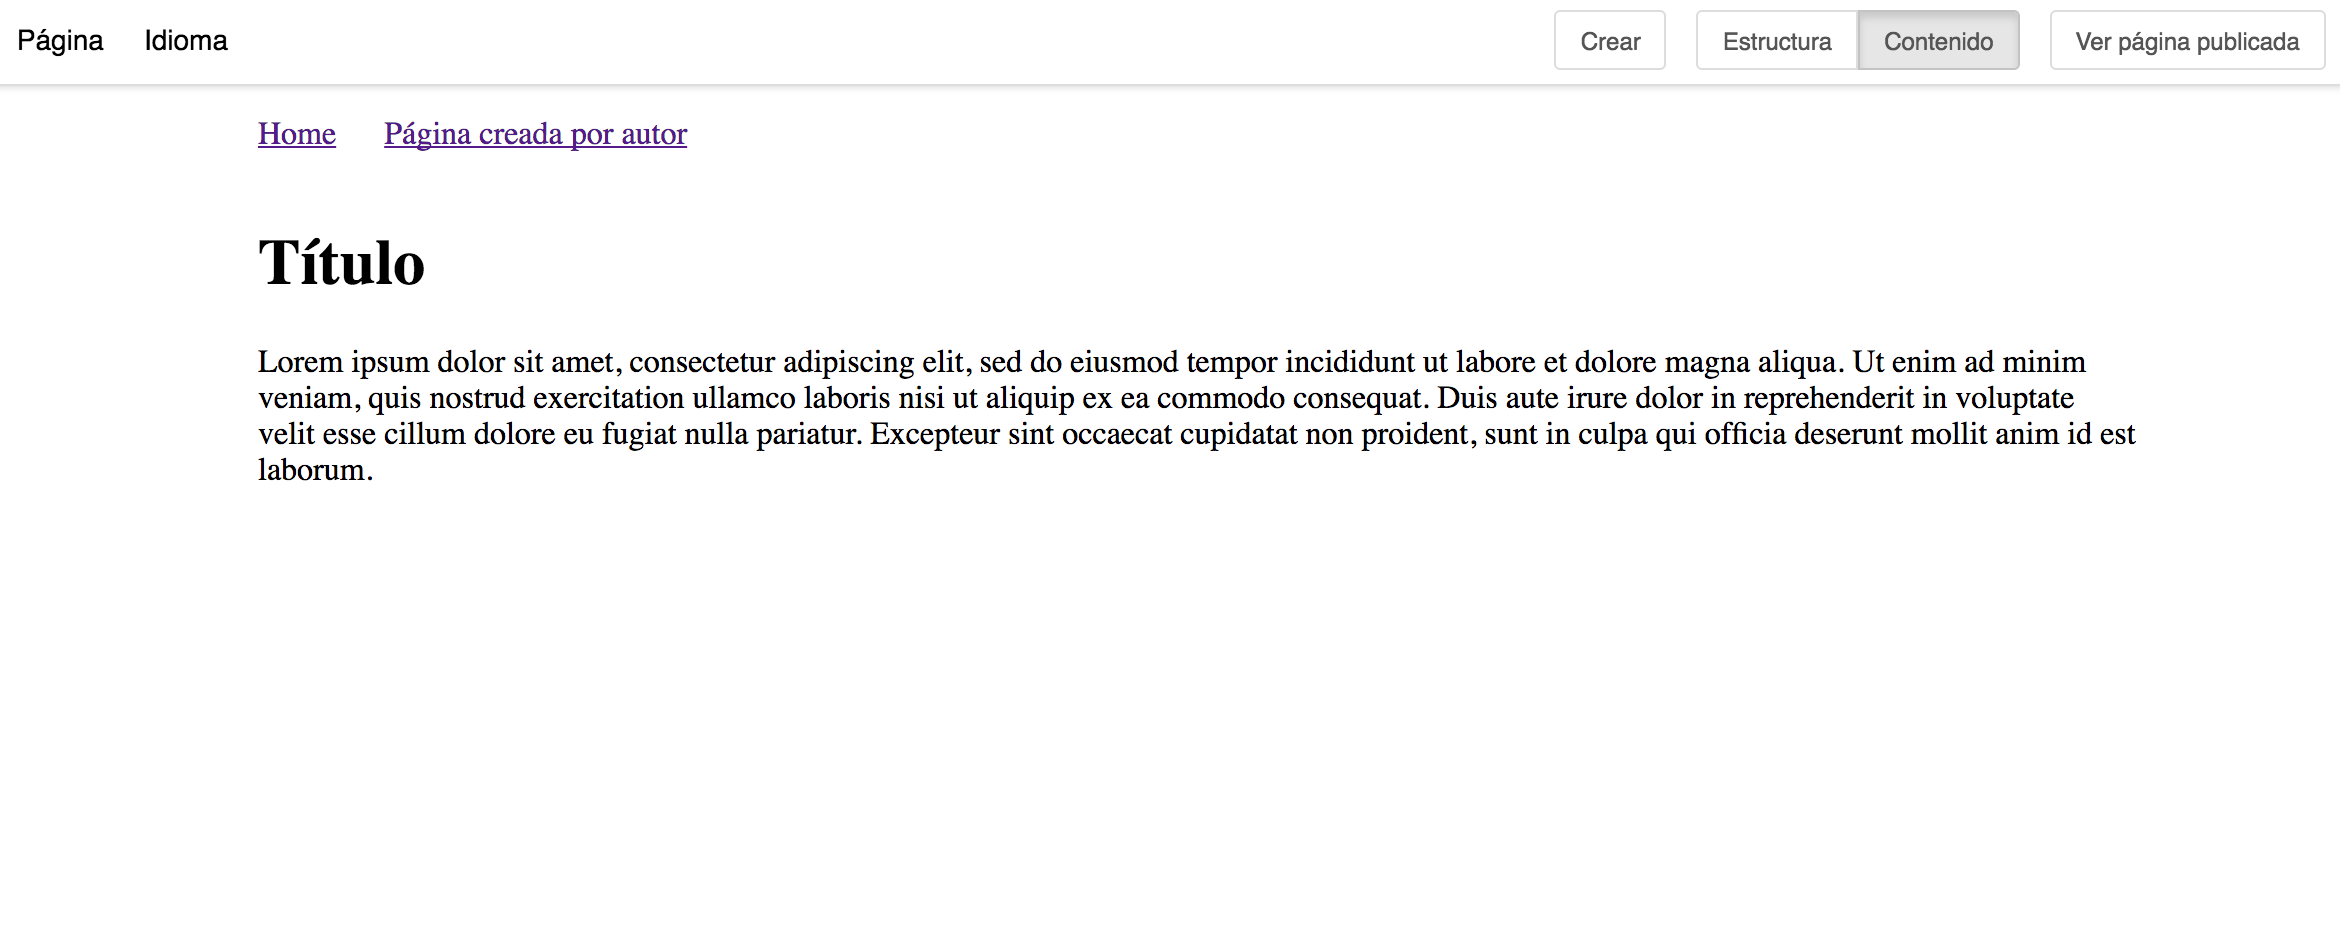 Página Idioma Crear Estructura Contenido Ver página publicada
Home Página creada por autor
Título
Lorem ipsum dolor sit amet, consectetur adipiscing elit, sed do eiusmod tempor incididunt ut labore et dolore magna aliqua. Ut enim ad minim
veniam, quis nostrud exercitation ullamco laboris nisi ut aliquip ex ea commodo consequat. Duis aute irure dolor in reprehenderit in voluptate
velit esse cillum dolore eu fugiat nulla pariatur. Excepteur sint occaecat cupidatat non proident, sunt in culpa qui officia deserunt mollit anim id est
laborum.